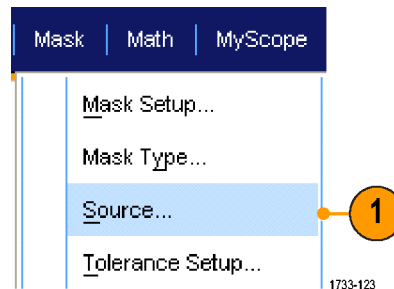 Mask Math MyScope
Mask Setup...
Mask Type...
Source...
1
Tolerance Setup...
1733-123